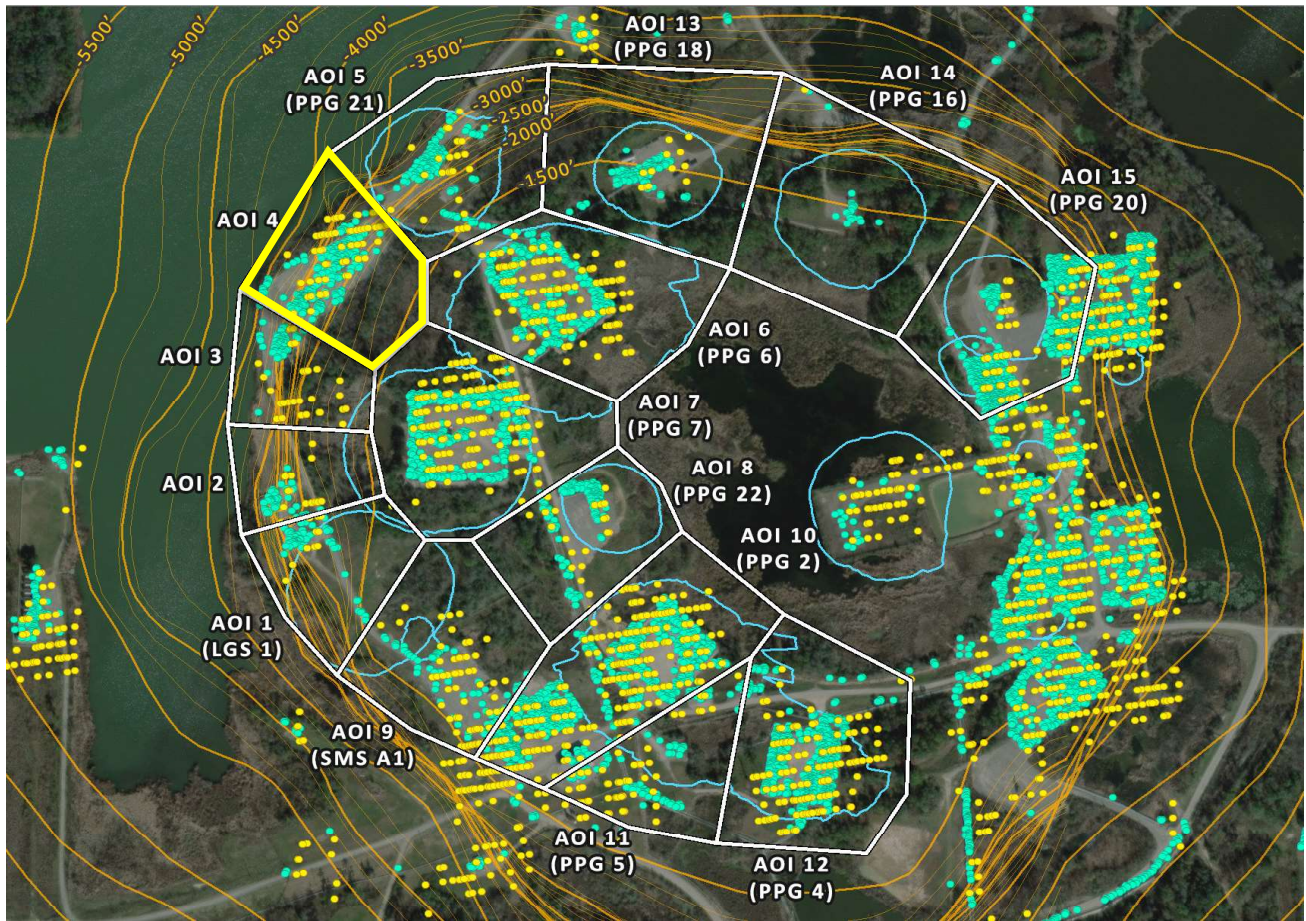 AOI 13
(PPG 18)
-5500'
-5000'
-4500'
-4000'
-3500'
-3000'
-2500'
-2000'
-1500'
AOI 5
(PPG 21)
AOI 14
(PPG 16)
AOI 15
(PPG 20)
AOI 4
AOI 6
(PPG 6)
AOI 3
AOI 7
(PPG 7)
AOI 2
AOI 8
(PPG 22)
AOI 10
(PPG 2)
AOI 1
(LGS 1)
AOI 9
(SMS A1)
AOI 11
(PPG 5)
AOI 12
(PPG 4)